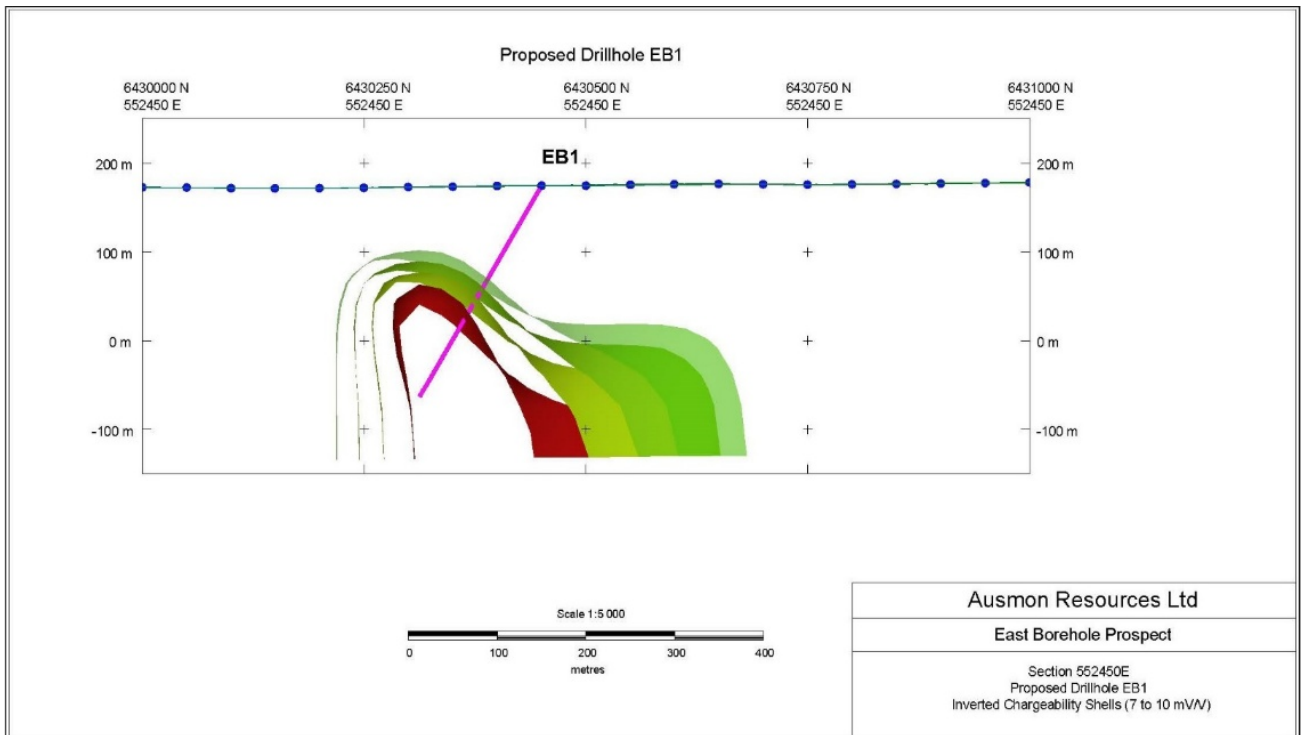 Proposed Drillhole EB1
6430000 N 6430250 N 6430500 N 6430750 N 6431000 N
552450 E 552450 E 552450 E 552450 E 552450 E
EB1
200 m 200 m
100 m 100 m
0 m 0 m
-100 m -100 m
Scale 1:5 000
0 100 200 300 400
metres
Ausmon Resources Ltd
East Borehole Prospect
Section 552450E
Proposed Drillhole EB1
Inverted Chargeability Shells (7 to 10 mV/V)